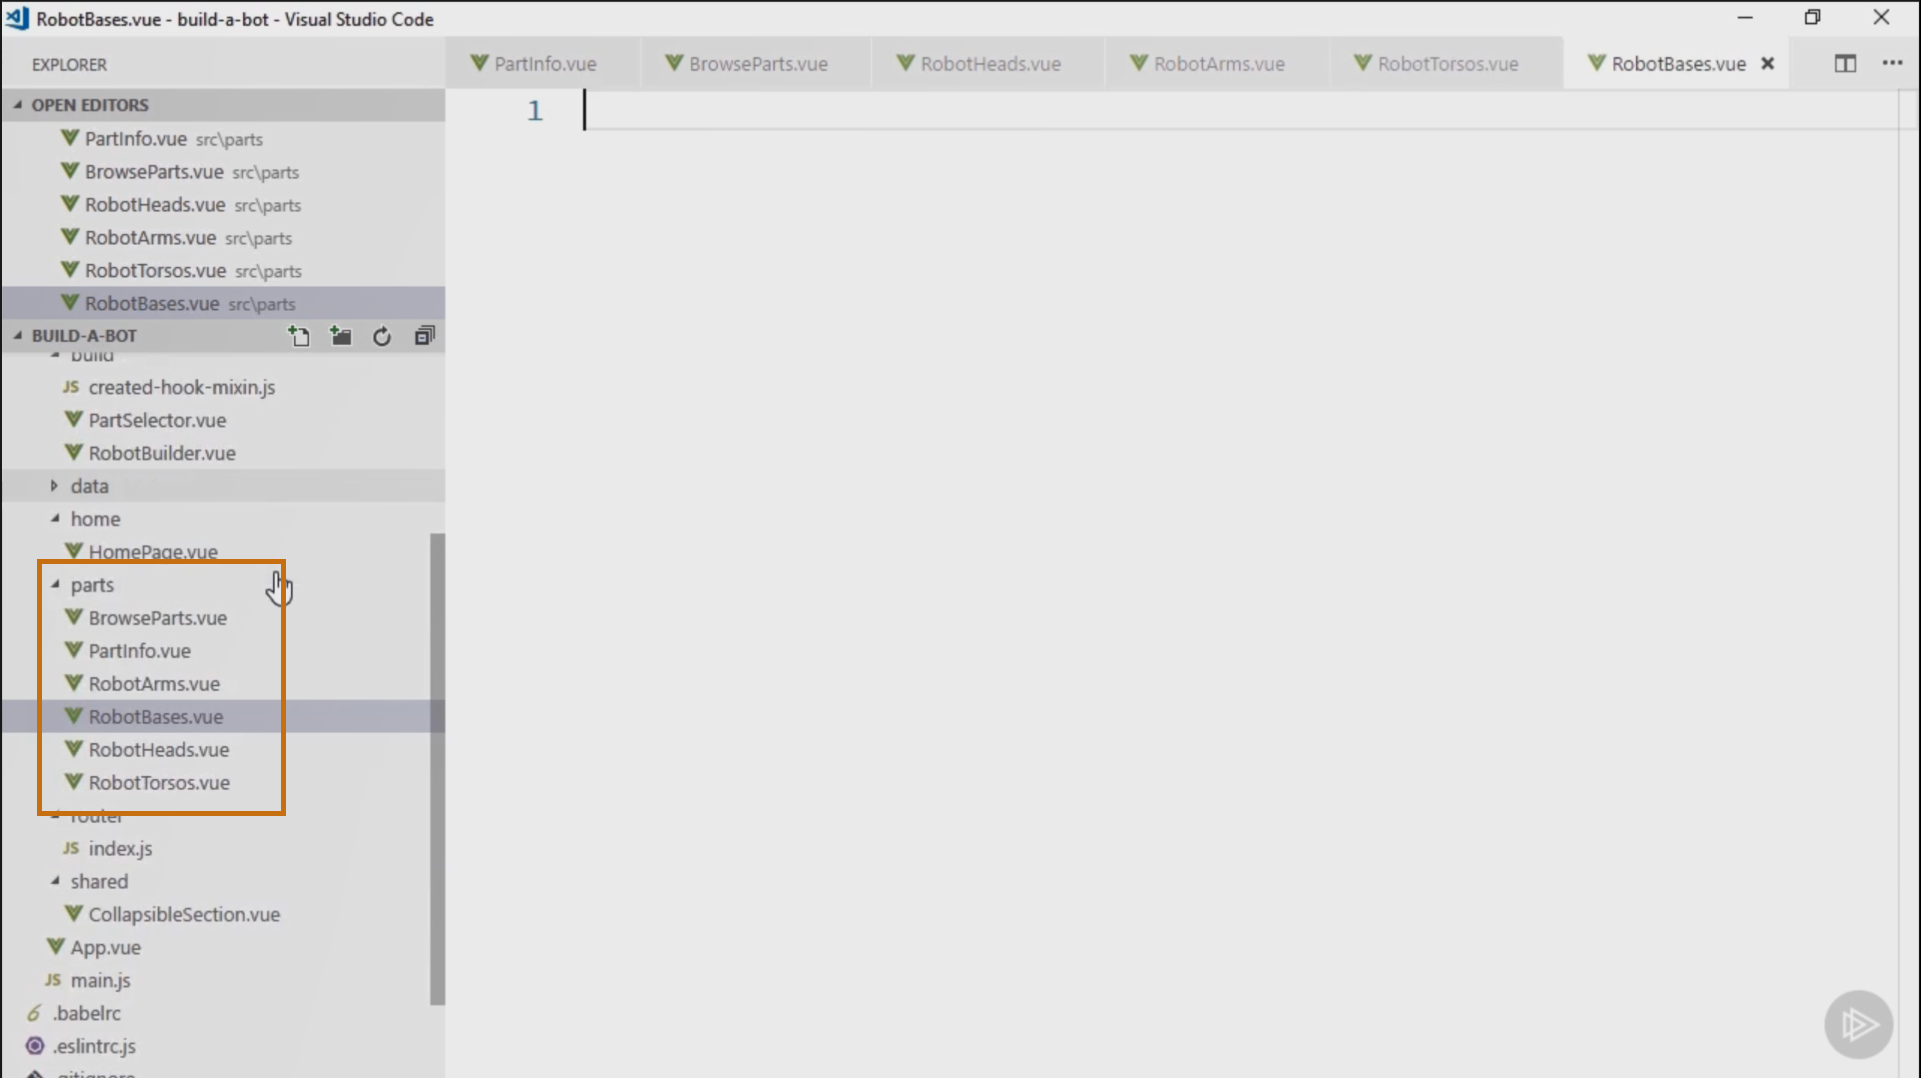 RobotBases.vue - build-a-bot - Visual Studio Code
EXPLORER
PartInfo.vue
BrowseParts.vue
RobotHeads.vue
RobotArms.vue
RobotTorsos.vue
RobotBases.vue
OPEN EDITORS
1
PartInfo.vue src\parts
BrowseParts.vue src\parts
RobotHeads.vue src\parts
RobotArms.vue src\parts
RobotTorsos.vue src\parts
RobotBases.vue src\parts
BUILD-A-BOT
build
JS created-hook-mixin.js
PartSelector.vue
RobotBuilder.vue
data
home
HomePage.vue
parts
BrowseParts.vue
PartInfo.vue
RobotArms.vue
RobotBases.vue
RobotHeads.vue
RobotTorsos.vue
router
JS index.js
shared
CollapsibleSection.vue
App.vue
JS main.js
6 .babelrc
.eslintrc.js
.gitignore